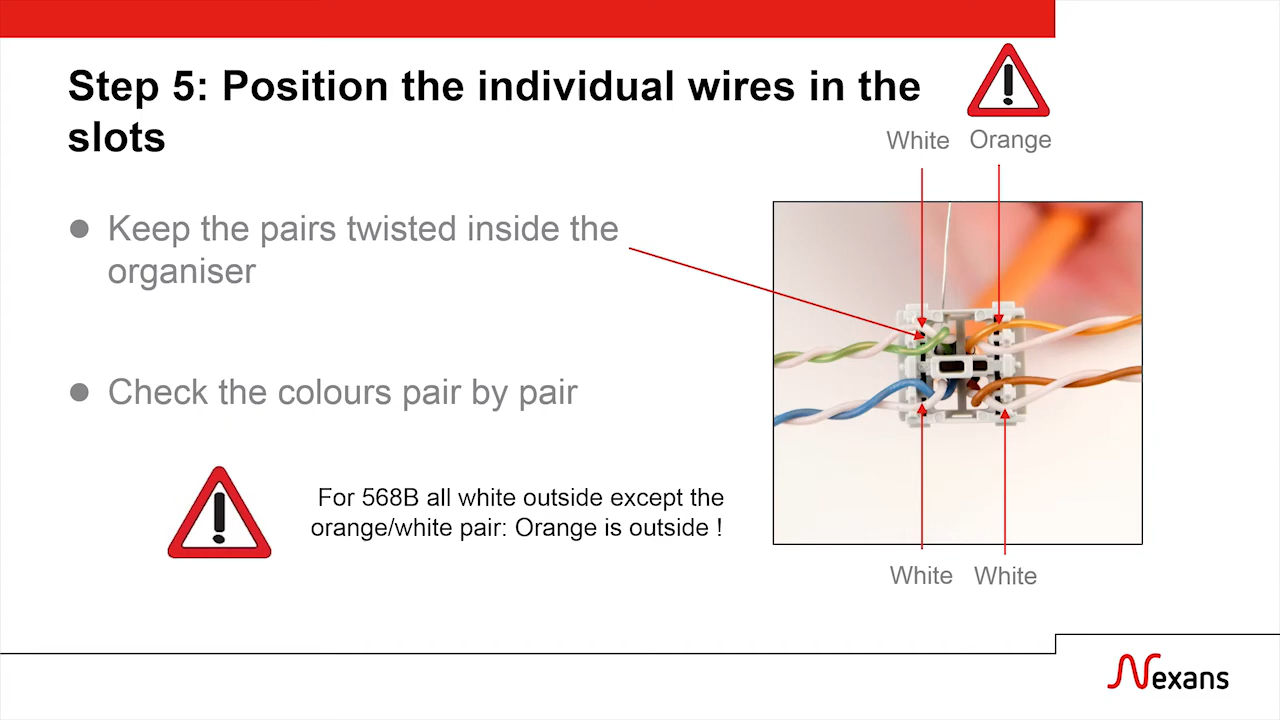 Step 5: Position the individual wires in the
slots
White
Orange
Keep the pairs twisted inside the
organiser
Check the colours pair by pair
For 568B all white outside except the
orange/white pair: Orange is outside !
White
White
Nexans